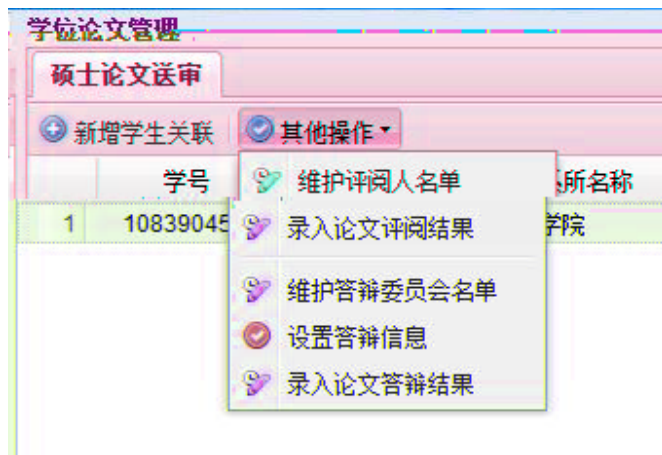 学位论文管理
硕士论文送审
新增学生关联 其他操作
学号 所名称
1 10839045 学院
维护评阅人名单
录入论文评阅结果
维护答辩委员会名单
设置答辩信息
录入论文答辩结果